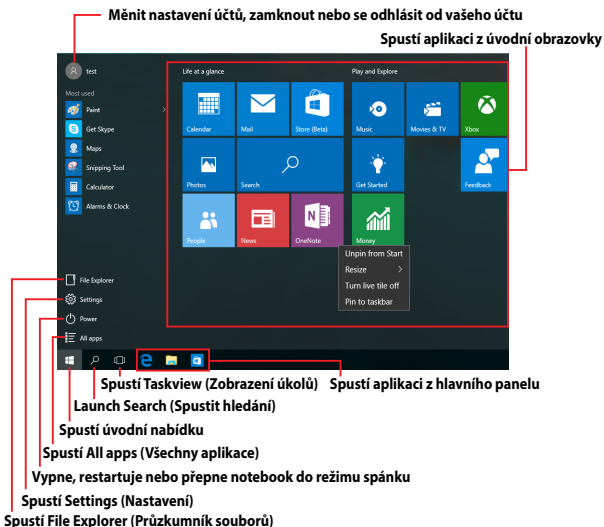 Měnit nastavení účtů, zamknout nebo se odhlásit od vašeho účtu
Spustí aplikaci z úvodní obrazovky
test
Life at a glance
Play and Explore
Most used
Paint
Get Skype
Maps
Snipping Tool
Calculator
Alarms & Clock
Calendar
Mail
Store (Beta)
Music
Movies & TV
Xbox
Photos
Search
Get Started
Feedback
People
News
OneNote
Money
Unpin from Start
Resize
Turn live tile off
Pin to taskbar
File Explorer
Settings
Power
All apps
Spustí Taskview (Zobrazení úkolů)
Spustí aplikaci z hlavního panelu
Launch Search (Spustit hledání)
Spustí úvodní nabídku
Spustí All apps (Všechny aplikace)
Vypne, restartuje nebo přepne notebook do režimu spánku
Spustí Settings (Nastavení)
Spustí File Explorer (Průzkumník souborů)